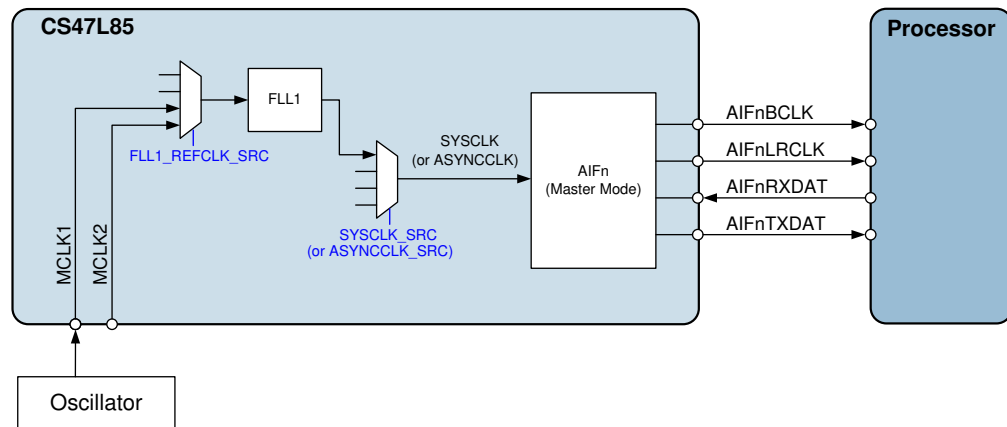 CS47L85
Processor
FLL1
FLL1_REFCLK_SRC
SYSCLK
(or ASYNCCLK)
SYSCLK_SRC
(or ASYNCCLK_SRC)
AIFn
(Master Mode)
AIFnBCLK
AIFnLRCLK
AIFnRXDAT
AIFnTXDAT
MCLK1
MCLK2
Oscillator